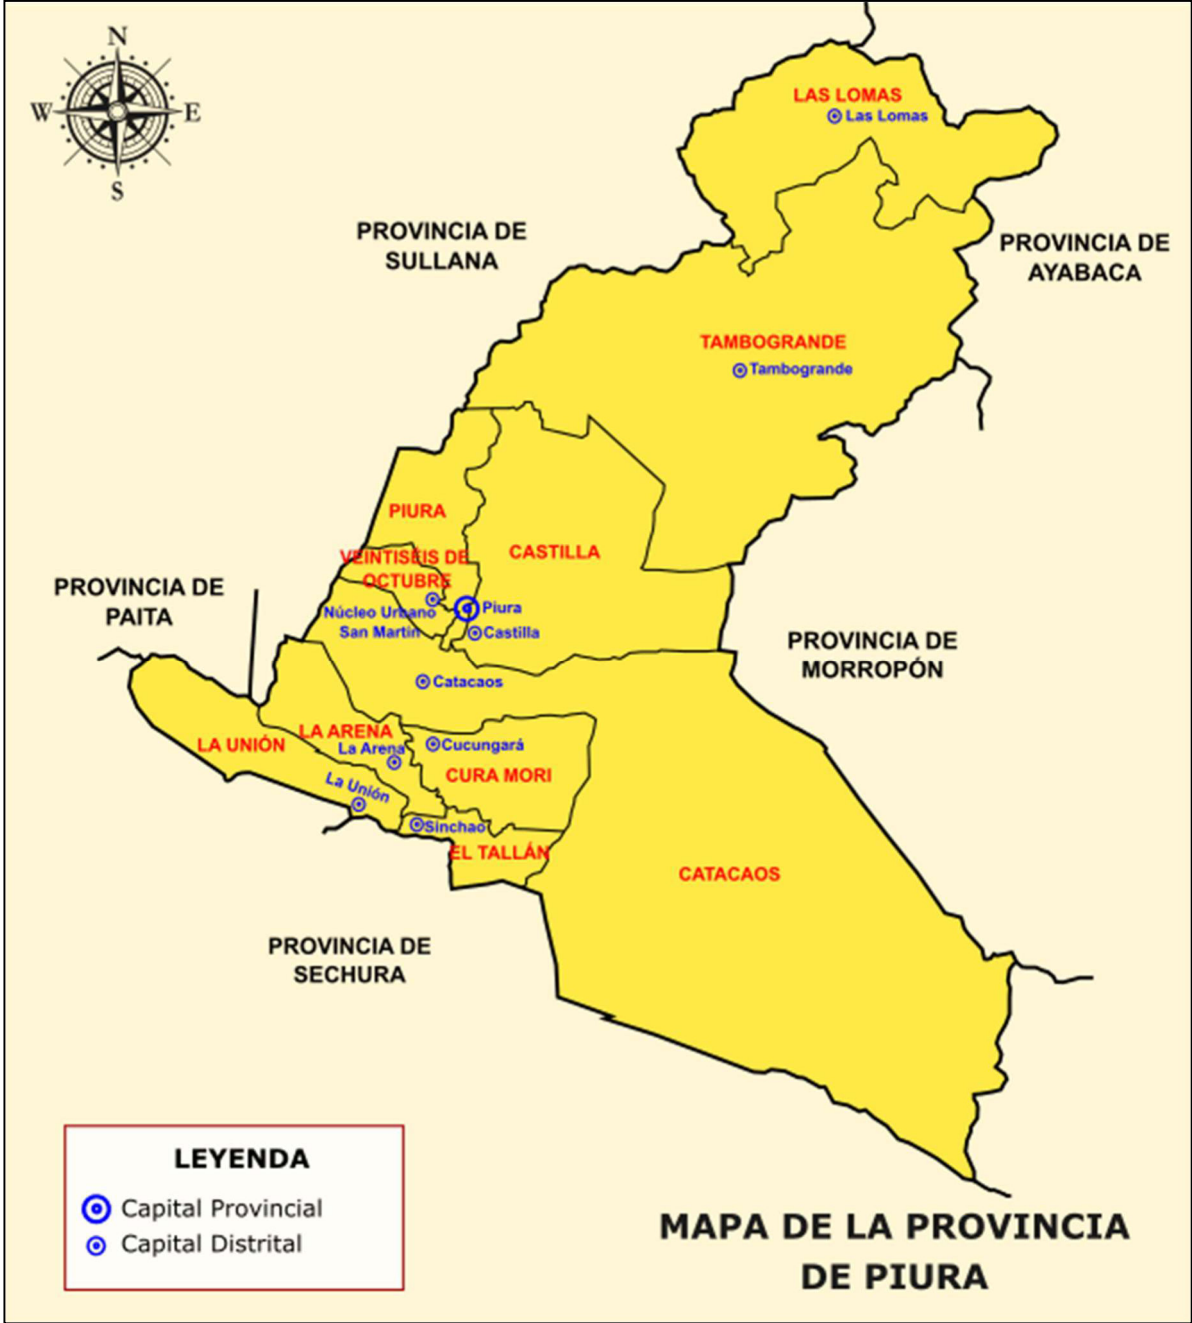 N
W
E
S
LAS LOMAS
Las Lomas
PROVINCIA DE
SULLANA
PROVINCIA DE
AYABACA
TAMBOGRANDE
Tambogrande
PIURA
CASTILLA
VEINTISÉIS DE
OCTUBRE
PROVINCIA DE
PAITA
Núcleo Urbano
San Martín
Piura
Castilla
PROVINCIA DE
MORROPÓN
Catacaos
LA UNIÓN
LA ARENA
La Arena
Cucungará
CURA MORI
La Unión
Sinchao
EL TALLÁN
CATACAOS
PROVINCIA DE
SECHURA
LEYENDA
Capital Provincial
Capital Distrital
MAPA DE LA PROVINCIA
DE PIURA